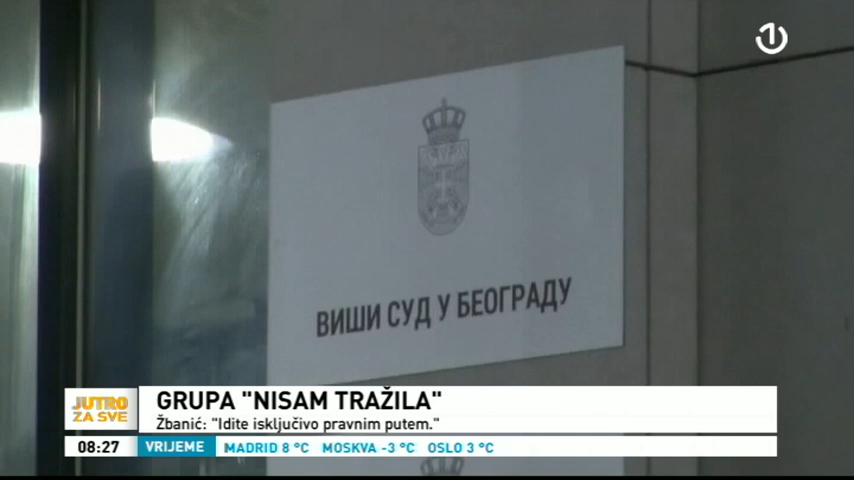 1
ВИШИ СУД У БЕОГРАДУ
JUTRO
ZA SVE
GRUPA "NISAM TRAŽILA"
Žbanić: "Idite isključivo pravnim putem."
08:27 VRIJEME MADRID 8 °C MOSKVA -3 °C OSLO 3 °C